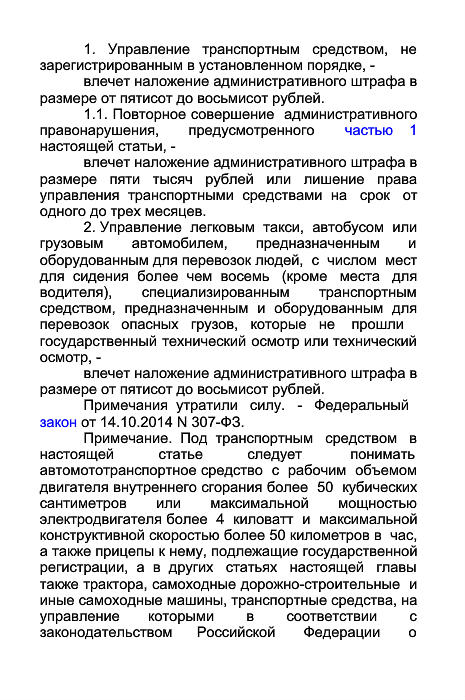 1. Управление транспортным средством, не
зарегистрированным в установленном порядке, -
влечет наложение административного штрафа в
размере от пятисот до восьмисот рублей.
1.1. Повторное совершение административного
правонарушения, предусмотренного частью 1
настоящей статьи, -
влечет наложение административного штрафа в
размере пяти тысяч рублей или лишение права
управления транспортными средствами на срок от
одного до трех месяцев.
2. Управление легковым такси, автобусом или
грузовым автомобилем, предназначенным и
оборудованным для перевозок людей, с числом мест
для сидения более чем восемь (кроме места для
водителя), специализированным транспортным
средством, предназначенным и оборудованным для
перевозок опасных грузов, которые не прошли
государственный технический осмотр или технический
осмотр, -
влечет наложение административного штрафа в
размере от пятисот до восьмисот рублей.
Примечания утратили силу. - Федеральный
закон от 14.10.2014 N 307-ФЗ.
Примечание. Под транспортным средством в
настоящей статье следует понимать
автомототранспортное средство с рабочим объемом
двигателя внутреннего сгорания более 50 кубических
сантиметров или максимальной мощностью
электродвигателя более 4 киловатт и максимальной
конструктивной скоростью более 50 километров в час,
а также прицепы к нему, подлежащие государственной
регистрации, а в других статьях настоящей главы
также трактора, самоходные дорожно-строительные и
иные самоходные машины, транспортные средства, на
управление которыми в соответствии с
законодательством Российской Федерации о